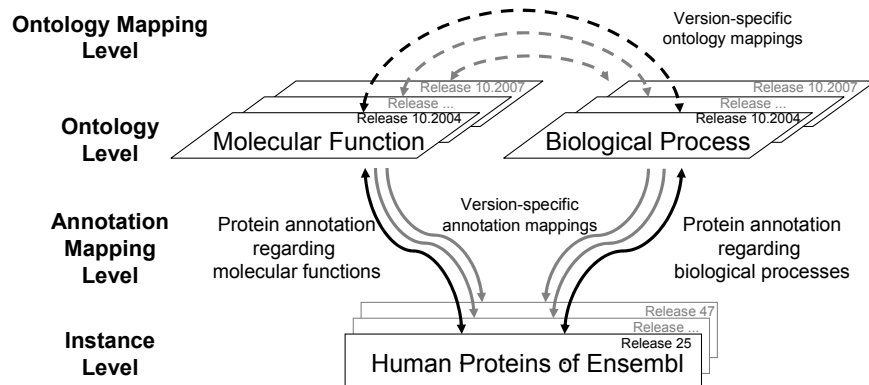 Ontology Mapping
Level
Version-specific
ontology mappings
Release 10.2007
Release ...
Release 10.2004
Molecular Function
Release 10.2007
Release ...
Release 10.2004
Biological Process
Ontology
Level
Annotation
Mapping
Level
Protein annotation
regarding
molecular functions
Version-specific
annotation mappings
Protein annotation
regarding
biological processes
Instance
Level
Release 47
Release ...
Release 25
Human Proteins of Ensembl